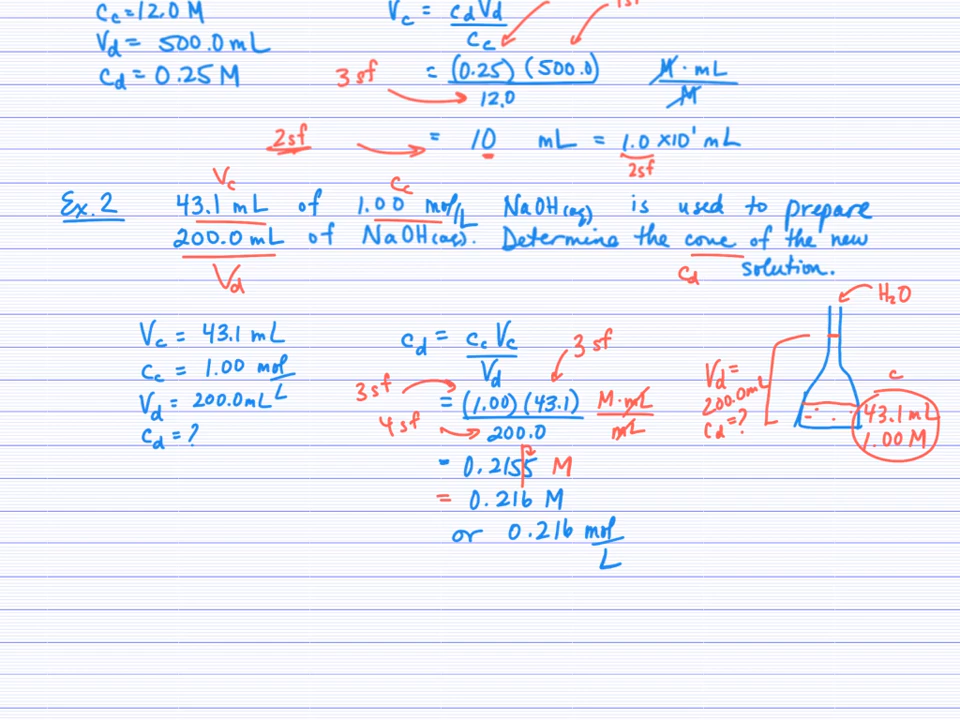 Cc = 12.0 M
Vd = 500.0 mL
Cd = 0.25 M
Vc = CdVd / Cc
3 sf
= (0.25)(500.0) / 12.0 M·mL / M
2sf = 10 mL = 1.0 ×10¹ mL
2sf
Vc Cc
Ex. 2 43.1 mL of 1.00 mol/L NaOH(aq) is used to prepare
200.0 mL of NaOH(aq). Determine the conc of the new
Vd Cd solution.
H₂O
Vc = 43.1 mL
Cc = 1.00 mol/L
Vd = 200.0 mL
Cd = ?
Cd = CcVc / Vd
3 sf
3 sf
4 sf
= (1.00)(43.1) / 200.0 M·mL / mL
= 0.2155 M
= 0.216 M
or 0.216 mol/L
Vd =
200.0mL
Cd = ?
C
43.1 mL
1.00 M